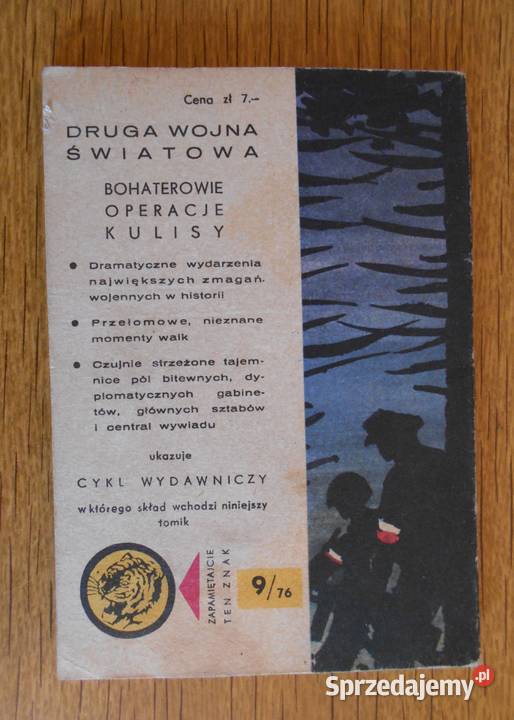 Cena zł 7.—
DRUGA WOJNA
ŚWIATOWA
BOHATEROWIE
OPERACJE
KULISY
● Dramatyczne wydarzenia
największych zmagań
wojennych w historii
● Przełomowe, nieznane
momenty walk
● Czujnie strzeżone tajem-
nice pól bitewnych, dy-
plomatycznych gabine-
tów, głównych sztabów
i central wywiadu
ukazuje
CYKL WYDAWNICZY
w którego skład wchodzi niniejszy
tomik
ZAPAMIĘTAJCIE
TEN ZNAK
9/76
Sprzedajemy.pl